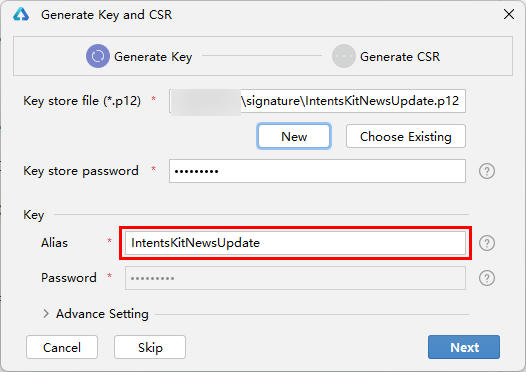 Generate Key and CSR
Generate Key
Generate CSR
Key store file (*.p12) * \signature\IntentsKitNewsUpdate.p12
New
Choose Existing
Key store password * •••••••••
Key
Alias * IntentsKitNewsUpdate
Password * •••••••••
Advance Setting
Cancel
Skip
Next